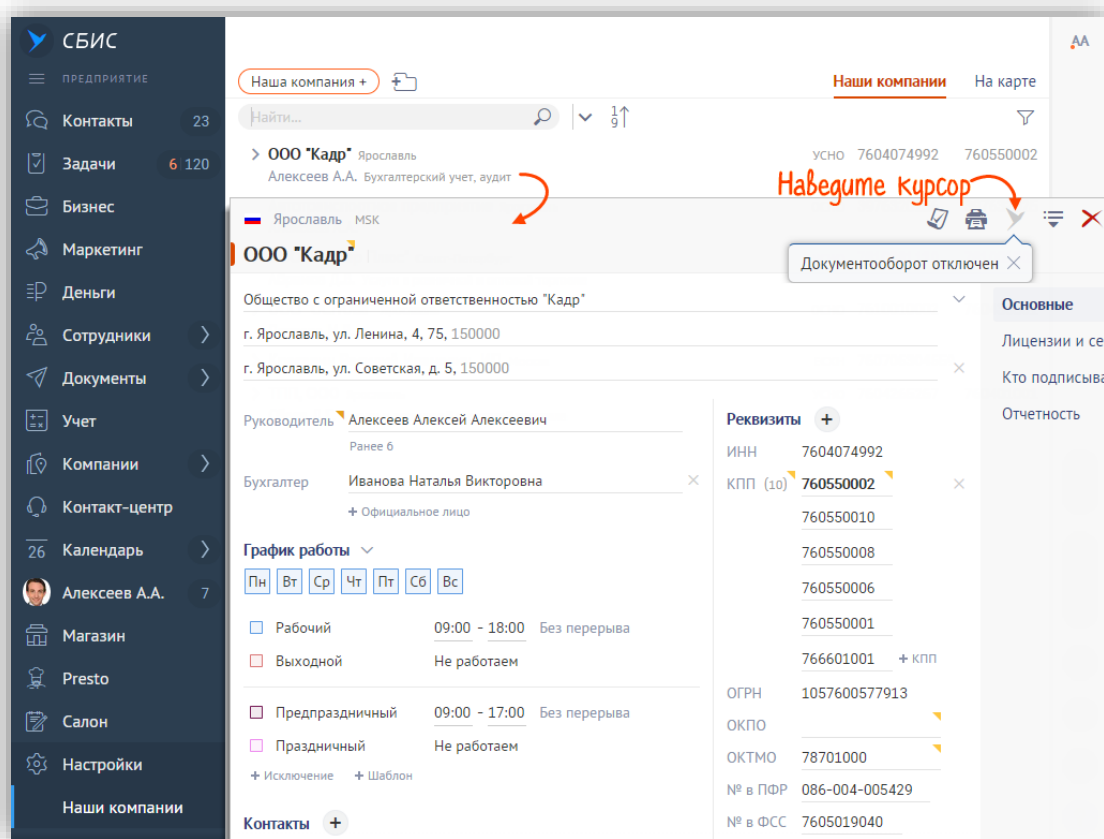 СБИС
ПРЕДПРИЯТИЕ
Контакты 23
Задачи 6 120
Бизнес
Маркетинг
Деньги
Сотрудники
Документы
Учет
Компании
Контакт-центр
26 Календарь
Алексеев А.А. 7
Магазин
Presto
Салон
Настройки
Наши компании
АА
Наша компания +
Наши компании На карте
Найти...
ООО "Кадр" Ярославль
УСНО 7604074992 760550002
Алексеев А.А. Бухгалтерский учет, аудит
Наведите курсор
Ярославль MSK
ООО "Кадр"
Документооборот отключен
Общество с ограниченной ответственностью "Кадр"
г. Ярославль, ул. Ленина, 4, 75, 150000
г. Ярославль, ул. Советская, д. 5, 150000
Руководитель Алексеев Алексей Алексеевич
Ранее 6
Бухгалтер Иванова Наталья Викторовна
+ Официальное лицо
График работы
Пн Вт Ср Чт Пт Сб Вс
Рабочий 09:00 - 18:00 Без перерыва
Выходной Не работаем
Предпраздничный 09:00 - 17:00 Без перерыва
Праздничный Не работаем
+ Исключение + Шаблон
Контакты +
Реквизиты +
ИНН 7604074992
КПП (10) 760550002
760550010
760550008
760550006
760550001
766601001 + КПП
ОГРН 1057600577913
ОКПО
ОКТМО 78701000
№ в ПФР 086-004-005429
№ в ФСС 7605019040
Основные
Лицензии и се
Кто подписыва
Отчетность